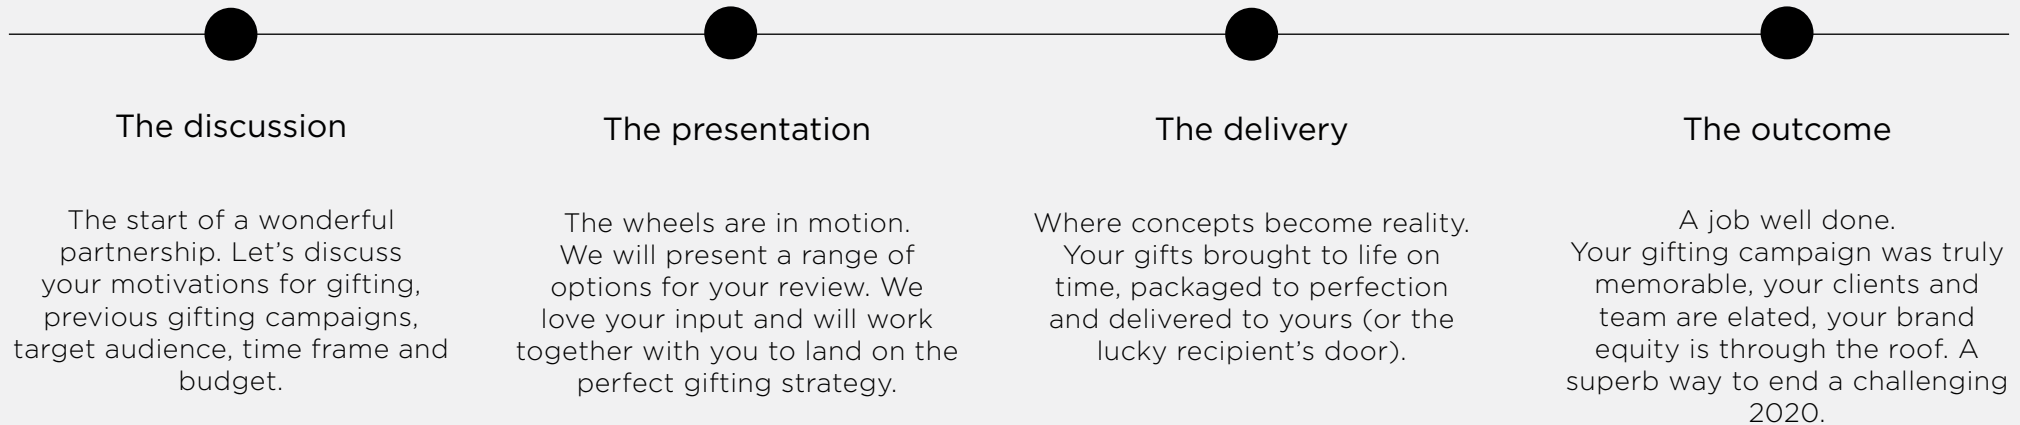 The discussion
The start of a wonderful
partnership. Let’s discuss
your motivations for gifting,
previous gifting campaigns,
target audience, time frame and
budget.
The presentation
The wheels are in motion.
We will present a range of
options for your review. We
love your input and will work
together with you to land on the
perfect gifting strategy.
The delivery
Where concepts become reality.
Your gifts brought to life on
time, packaged to perfection
and delivered to yours (or the
lucky recipient’s door).
The outcome
A job well done.
Your gifting campaign was truly
memorable, your clients and
team are elated, your brand
equity is through the roof. A
superb way to end a challenging
2020.